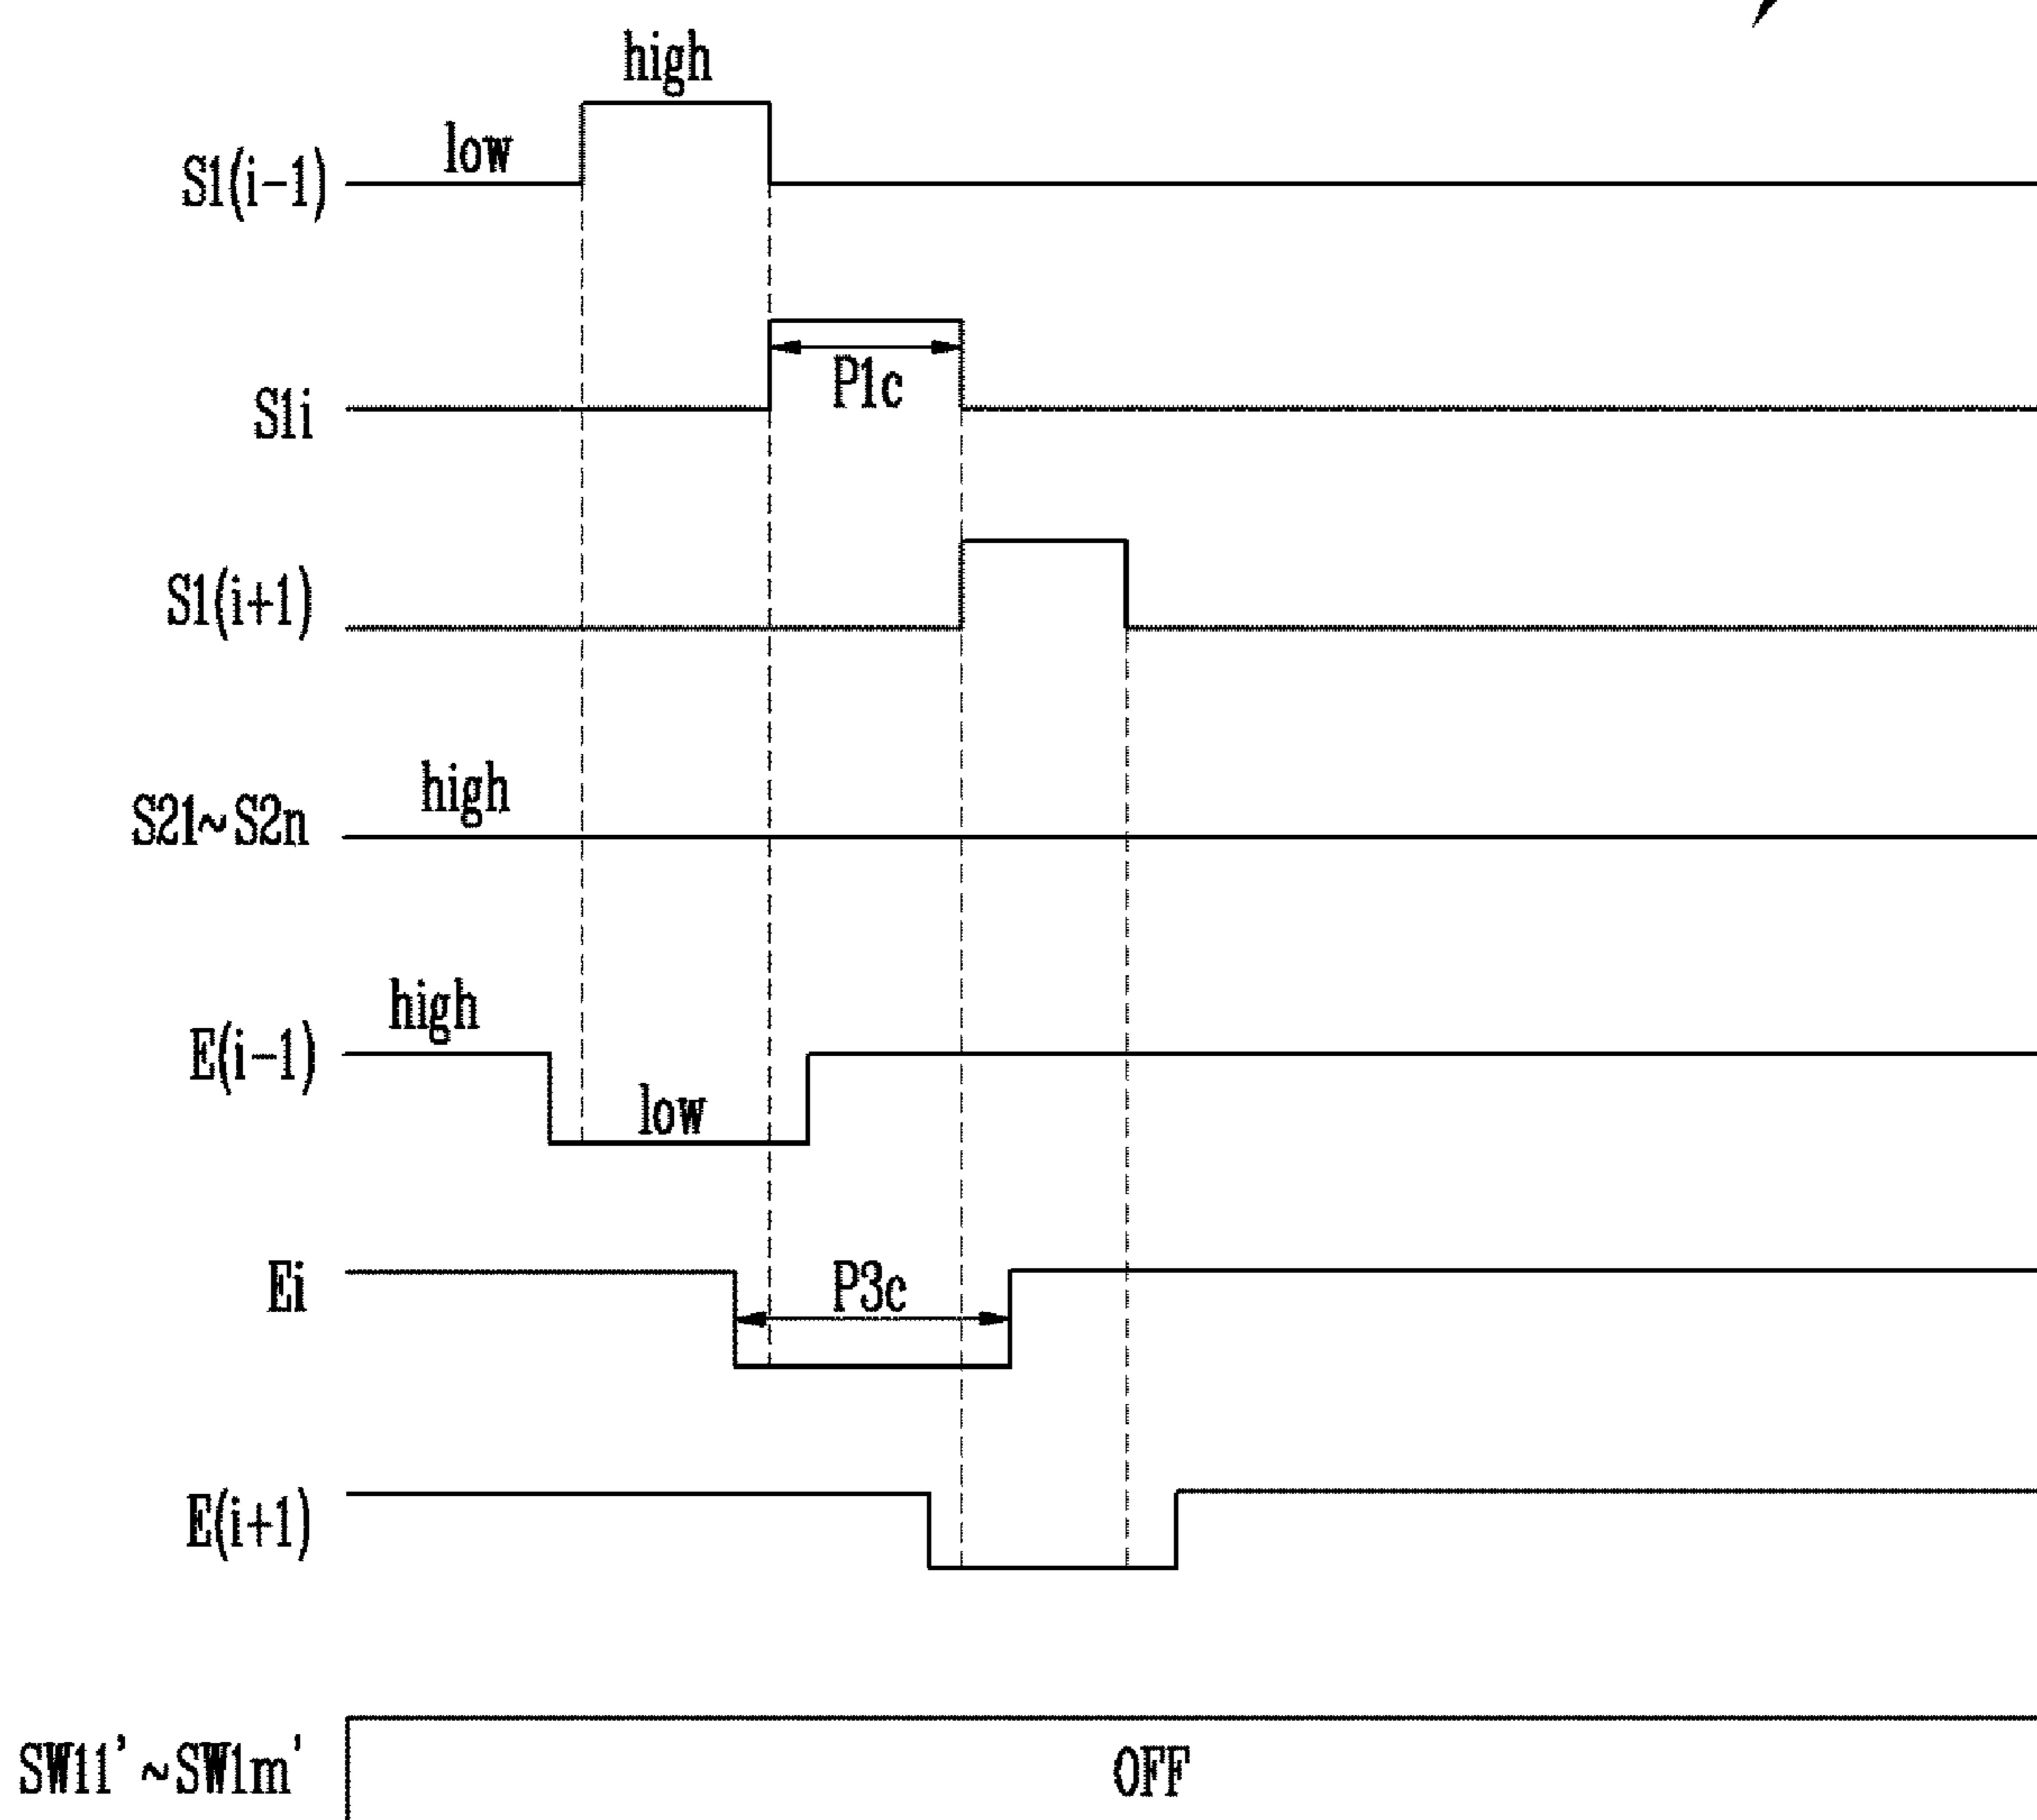 high
low
S1(i-1)
P1c
S1i
S1(i+1)
high
S21~S2n
high
E(i-1)
low
Ei
P3c
E(i+1)
SW11'~SW1m'
OFF